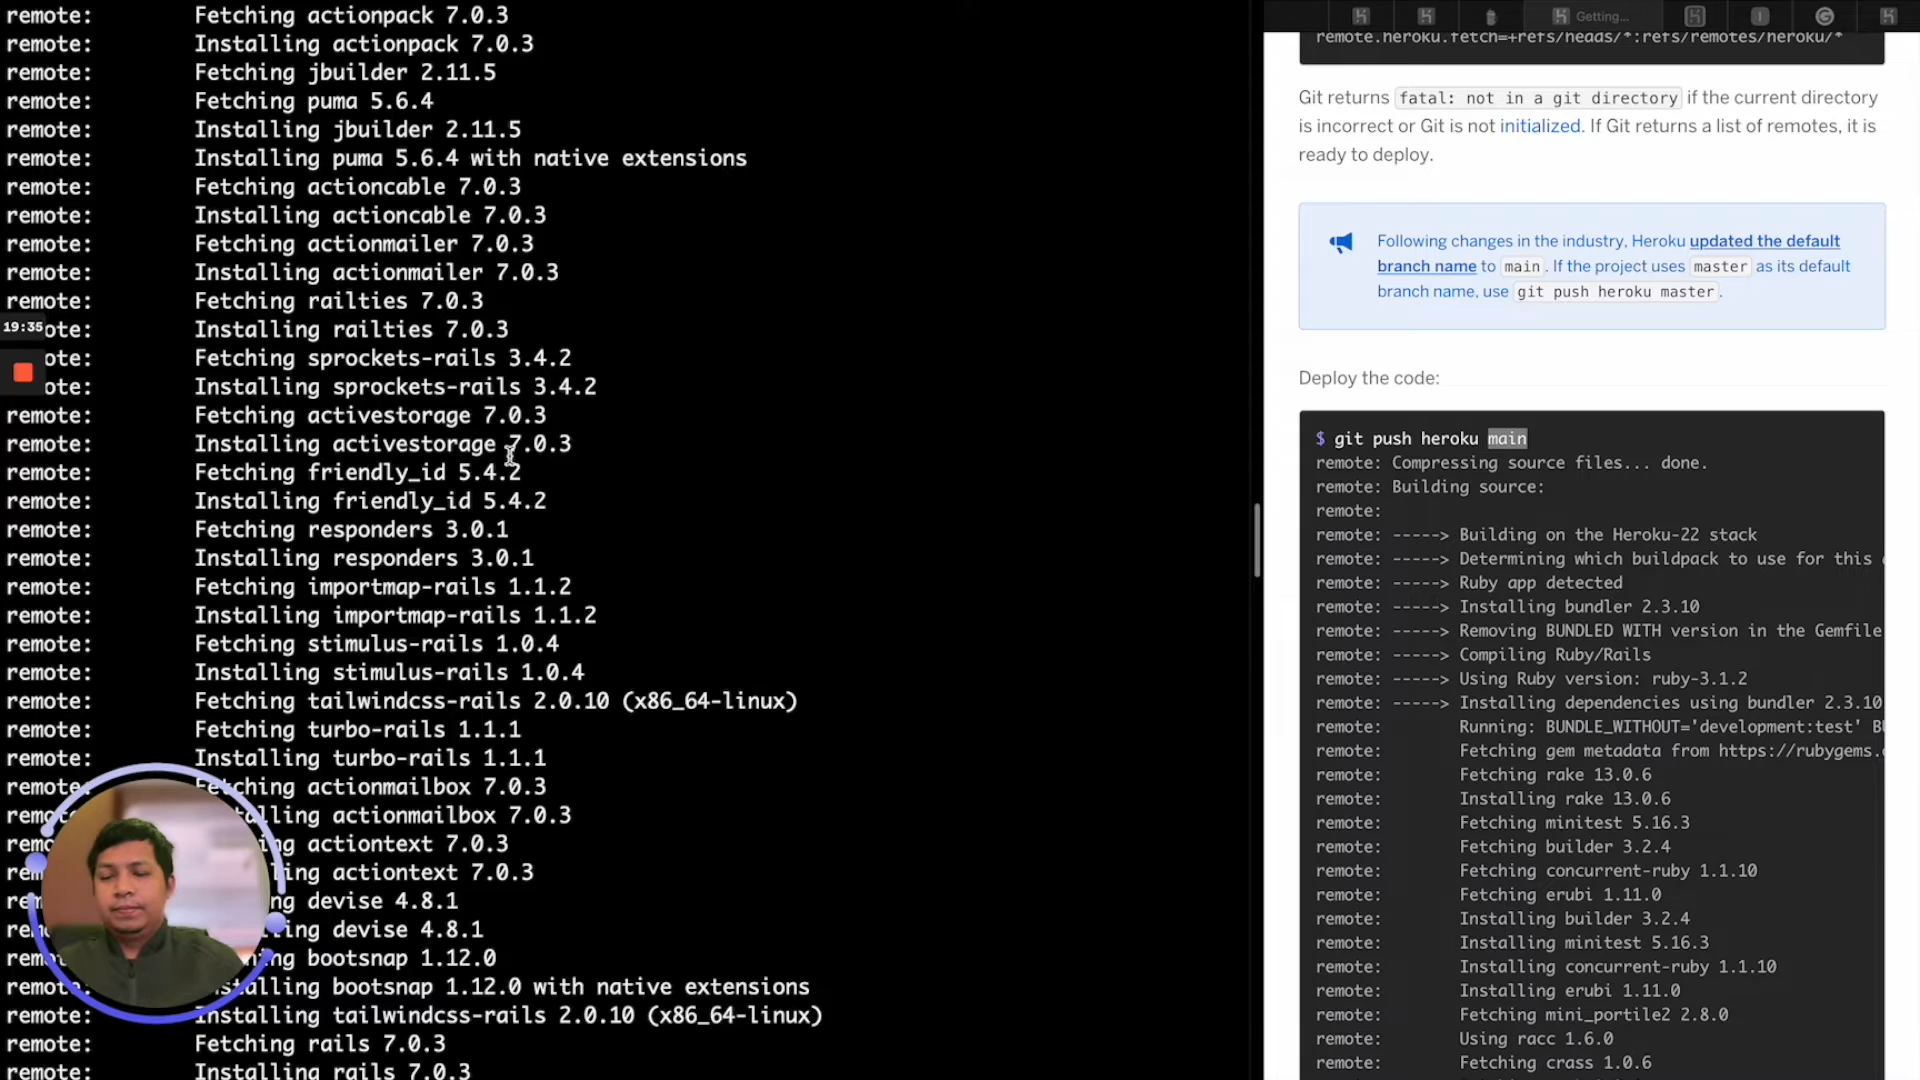 remote: Fetching actionpack 7.0.3
remote: Installing actionpack 7.0.3
remote: Fetching jbuilder 2.11.5
remote: Fetching puma 5.6.4
remote: Installing jbuilder 2.11.5
remote: Installing puma 5.6.4 with native extensions
remote: Fetching actioncable 7.0.3
remote: Installing actioncable 7.0.3
remote: Fetching actionmailer 7.0.3
remote: Installing actionmailer 7.0.3
remote: Fetching railties 7.0.3
19:35
ote: Installing railties 7.0.3
ote: Fetching sprockets-rails 3.4.2
ote: Installing sprockets-rails 3.4.2
remote: Fetching activestorage 7.0.3
remote: Installing activestorage 7.0.3
remote: Fetching friendly_id 5.4.2
remote: Installing friendly_id 5.4.2
remote: Fetching responders 3.0.1
remote: Installing responders 3.0.1
remote: Fetching importmap-rails 1.1.2
remote: Installing importmap-rails 1.1.2
remote: Fetching stimulus-rails 1.0.4
remote: Installing stimulus-rails 1.0.4
remote: Fetching tailwindcss-rails 2.0.10 (x86_64-linux)
remote: Fetching turbo-rails 1.1.1
remote: Installing turbo-rails 1.1.1
remote: Fetching actionmailbox 7.0.3
remo talling actionmailbox 7.0.3
remo ing actiontext 7.0.3
rem ling actiontext 7.0.3
rem ng devise 4.8.1
rem ling devise 4.8.1
rem ing bootsnap 1.12.0
remote: stalling bootsnap 1.12.0 with native extensions
remote: Installing tailwindcss-rails 2.0.10 (x86_64-linux)
remote: Fetching rails 7.0.3
remote: Installing rails 7.0.3
Getting...
remote.heroku.fetch=+refs/heads/*:refs/remotes/heroku/*
Git returns fatal: not in a git directory if the current directory
is incorrect or Git is not initialized. If Git returns a list of remotes, it is
ready to deploy.
Following changes in the industry, Heroku updated the default
branch name to main. If the project uses master as its default
branch name, use git push heroku master.
Deploy the code:
$ git push heroku main
remote: Compressing source files... done.
remote: Building source:
remote:
remote: -----> Building on the Heroku-22 stack
remote: -----> Determining which buildpack to use for this
remote: -----> Ruby app detected
remote: -----> Installing bundler 2.3.10
remote: -----> Removing BUNDLED WITH version in the Gemfile
remote: -----> Compiling Ruby/Rails
remote: -----> Using Ruby version: ruby-3.1.2
remote: -----> Installing dependencies using bundler 2.3.10
remote: Running: BUNDLE_WITHOUT='development:test' B
remote: Fetching gem metadata from https://rubygems.
remote: Fetching rake 13.0.6
remote: Installing rake 13.0.6
remote: Fetching minitest 5.16.3
remote: Fetching builder 3.2.4
remote: Fetching concurrent-ruby 1.1.10
remote: Fetching erubi 1.11.0
remote: Installing builder 3.2.4
remote: Installing minitest 5.16.3
remote: Installing concurrent-ruby 1.1.10
remote: Installing erubi 1.11.0
remote: Fetching mini_portile2 2.8.0
remote: Using racc 1.6.0
remote: Fetching crass 1.0.6